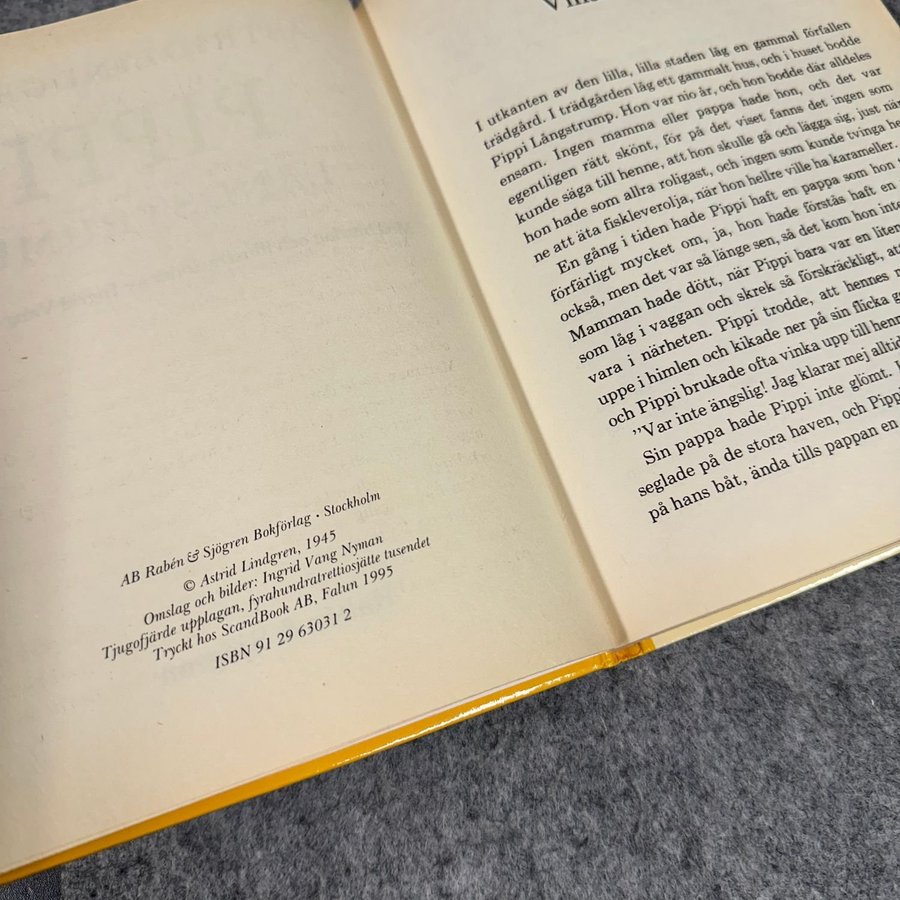 AB Rabén & Sjögren Bokförlag · Stockholm
© Astrid Lindgren, 1945
Omslag och bilder: Ingrid Vang Nyman
Tjugofjärde upplagan, fyrahundratrettiosjätte tusendet
Tryckt hos ScandBook AB, Falun 1995
ISBN 91 29 63031 2
I utkanten av den lilla, lilla staden låg en gammal förfallen
trädgård. I trädgården låg ett gammalt hus, och i huset bodde
Pippi Långstrump. Hon var nio år, och hon bodde där alldeles
ensam. Ingen mamma eller pappa hade hon, och det var
egentligen rätt skönt, för på det viset fanns det ingen som
kunde säga till henne, att hon skulle gå och lägga sig, just när
hon hade som allra roligast, och ingen som kunde tvinga he
ne att äta fiskleverolja, när hon hellre ville ha karameller.
En gång i tiden hade Pippi haft en pappa som hon
förfärligt mycket om, ja, hon hade förstås haft en
också, men det var så länge sen, så det kom hon inte
Mamman hade dött, när Pippi bara var en liten
som låg i vaggan och skrek så förskräckligt, att
vara i närheten. Pippi trodde, att hennes
uppe i himlen och kikade ner på sin flicka g
och Pippi brukade ofta vinka upp till henn
”Var inte ängslig! Jag klarar mej alltid
Sin pappa hade Pippi inte glömt.
seglade på de stora haven, och Pippi
på hans båt, ända tills pappan en